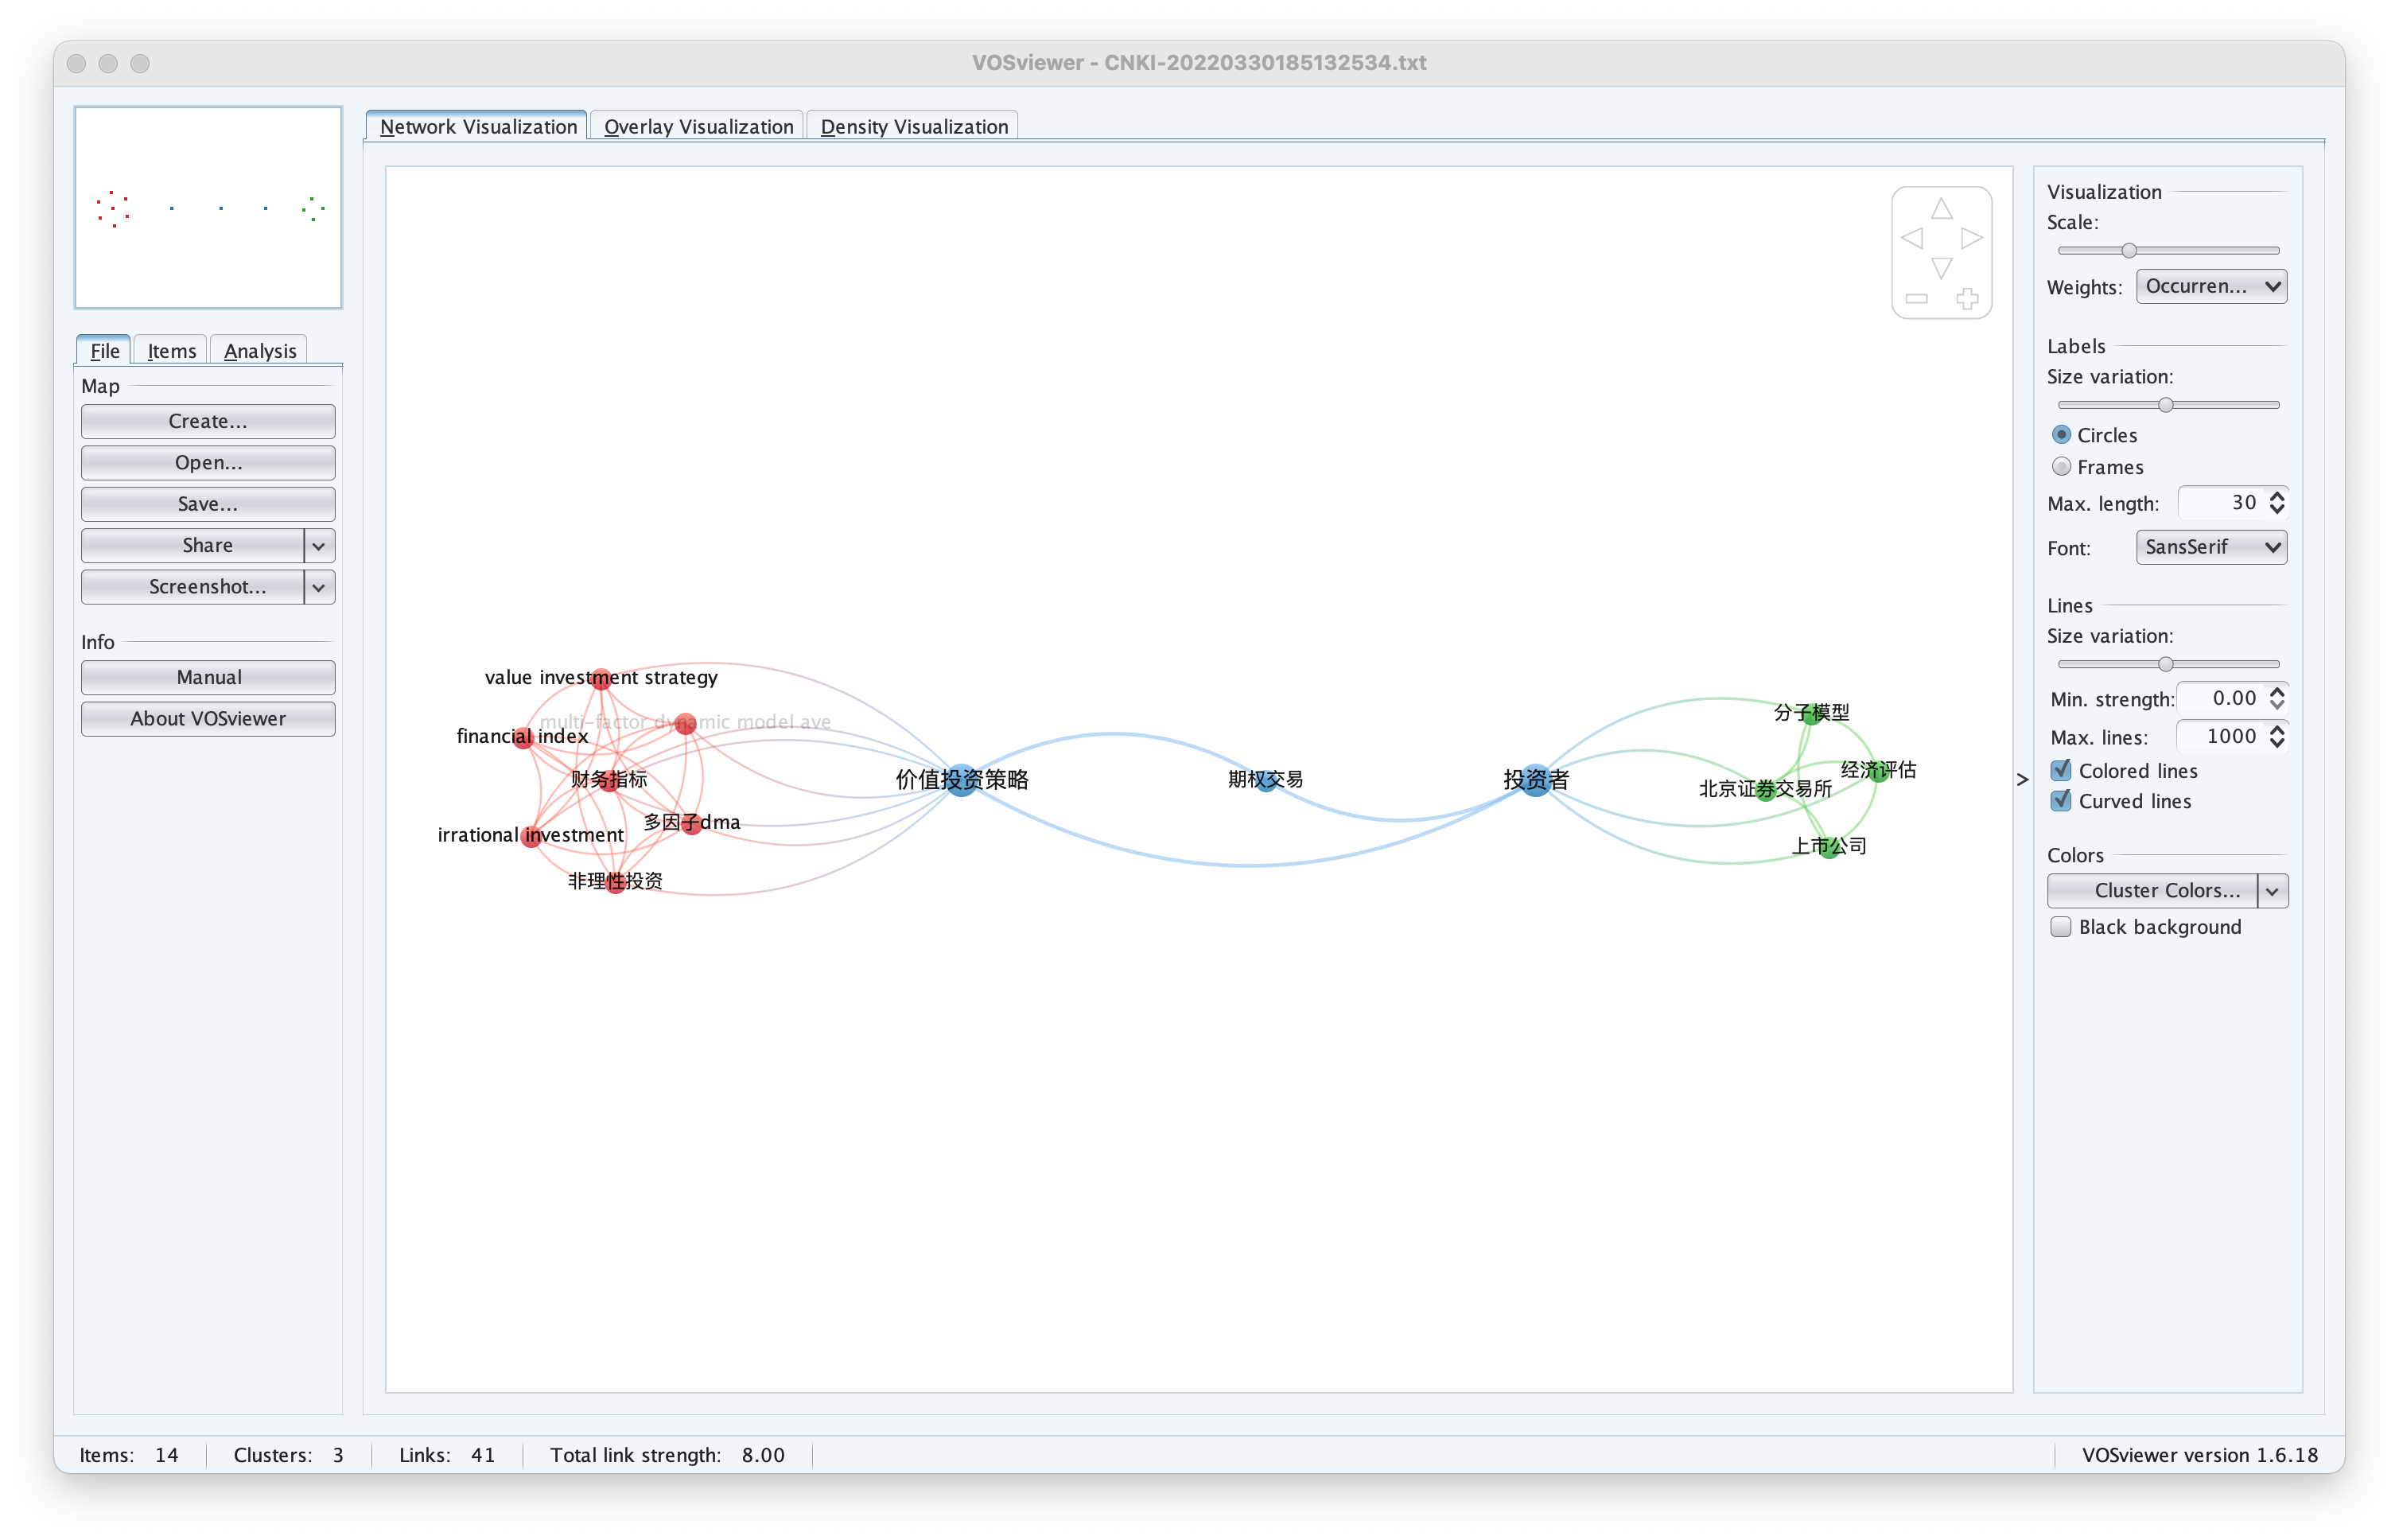 VOSviewer - CNKI-20220330185132534.txt
Network Visualization
Overlay Visualization
Density Visualization
File
Items
Analysis
Map
Create...
Open...
Save...
Share
Screenshot...
Info
Manual
About VOSviewer
value investment strategy
multi-factor dynamic model ave
financial index
财务指标
多因子dma
irrational investment
非理性投资
价值投资策略
期权交易
投资者
分子模型
经济评估
北京证券交易所
上市公司
>
Visualization
Scale:
Weights: Occurren...
Labels
Size variation:
Circles
Frames
Max. length: 30
Font: SansSerif
Lines
Size variation:
Min. strength: 0.00
Max. lines: 1000
Colored lines
Curved lines
Colors
Cluster Colors...
Black background
Items: 14
Clusters: 3
Links: 41
Total link strength: 8.00
VOSviewer version 1.6.18